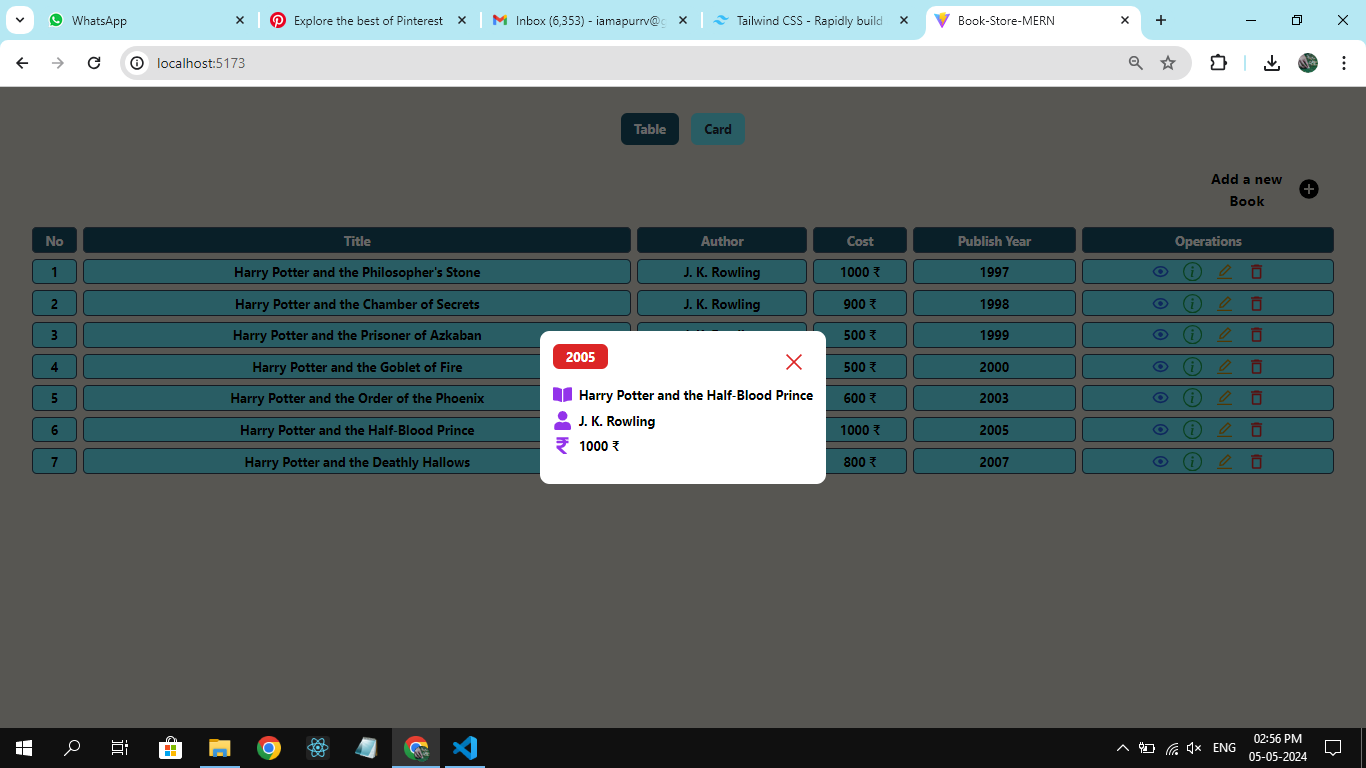 WhatsApp
Explore the best of Pinterest
Inbox (6,353) - iamapurrv@g
Tailwind CSS - Rapidly build
Book-Store-MERN
localhost:5173
Table Card
Add a new
Book
No Title Author Cost Publish Year Operations
1 Harry Potter and the Philosopher's Stone J. K. Rowling 1000 ₹ 1997
2 Harry Potter and the Chamber of Secrets J. K. Rowling 900 ₹ 1998
3 Harry Potter and the Prisoner of Azkaban 500 ₹ 1999
4 Harry Potter and the Goblet of Fire 500 ₹ 2000
5 Harry Potter and the Order of the Phoenix 600 ₹ 2003
6 Harry Potter and the Half-Blood Prince 1000 ₹ 2005
7 Harry Potter and the Deathly Hallows 800 ₹ 2007
2005
Harry Potter and the Half-Blood Prince
J. K. Rowling
1000 ₹
ENG
02:56 PM
05-05-2024